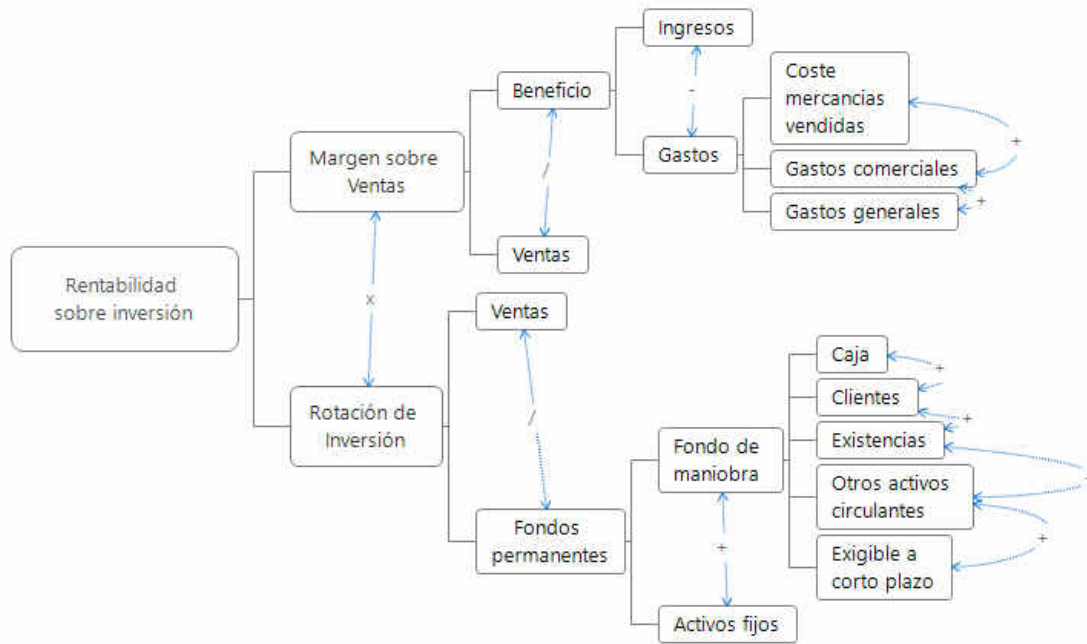 Ingresos
-
Coste
mercancias
vendidas
Beneficio
+
Gastos
Gastos comerciales
Margen sobre
Ventas
/
+
Gastos generales
Ventas
Rentabilidad
sobre inversión
x
Ventas
Caja
+
Clientes
Rotación de
Inversión
/
+
Existencias
Fondo de
maniobra
Otros activos
circulantes
Fondos
permanentes
+
+
Exigible a
corto plazo
Activos fijos